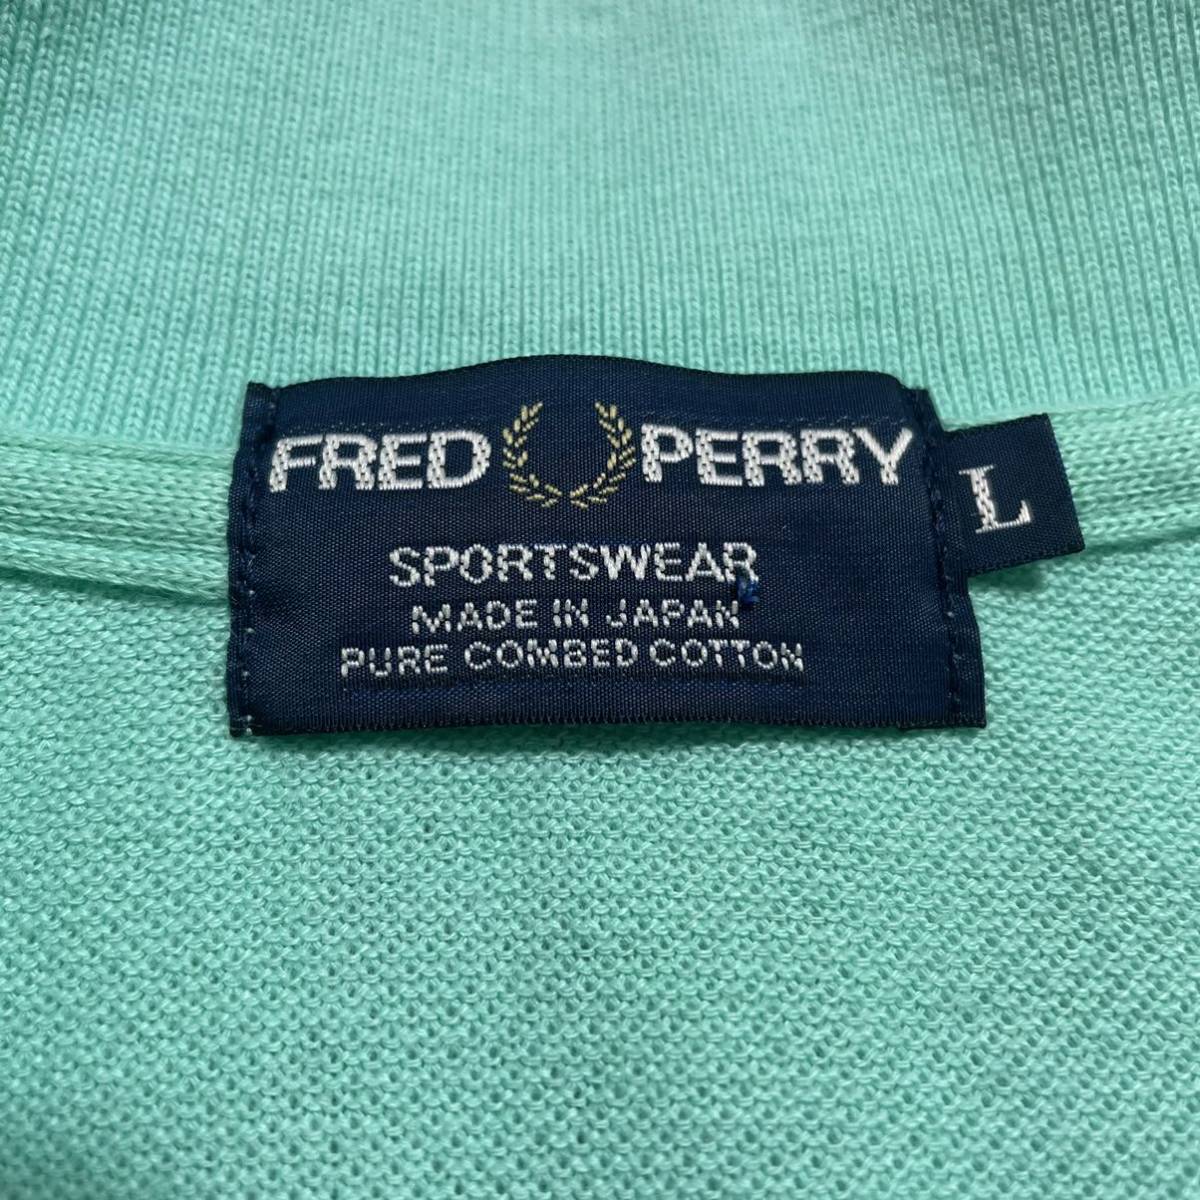 FRED PERRY
L
SPORTSWEAR
MADE IN JAPAN
PURE COMBED COTTON